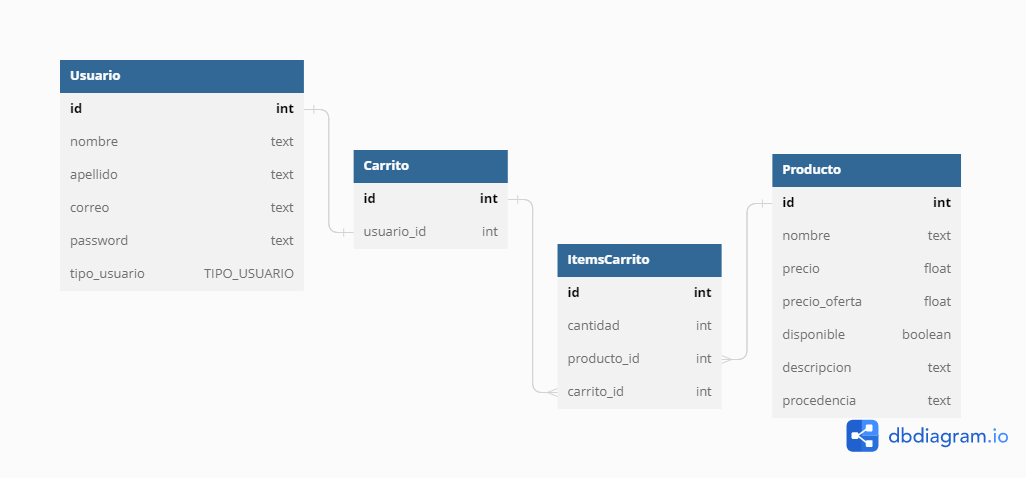 Usuario
id int
nombre text
apellido text
correo text
password text
tipo_usuario TIPO_USUARIO
Carrito
id int
usuario_id int
ItemsCarrito
id int
cantidad int
producto_id int
carrito_id int
Producto
id int
nombre text
precio float
precio_oferta float
disponible boolean
descripcion text
procedencia text
dbdiagram.io